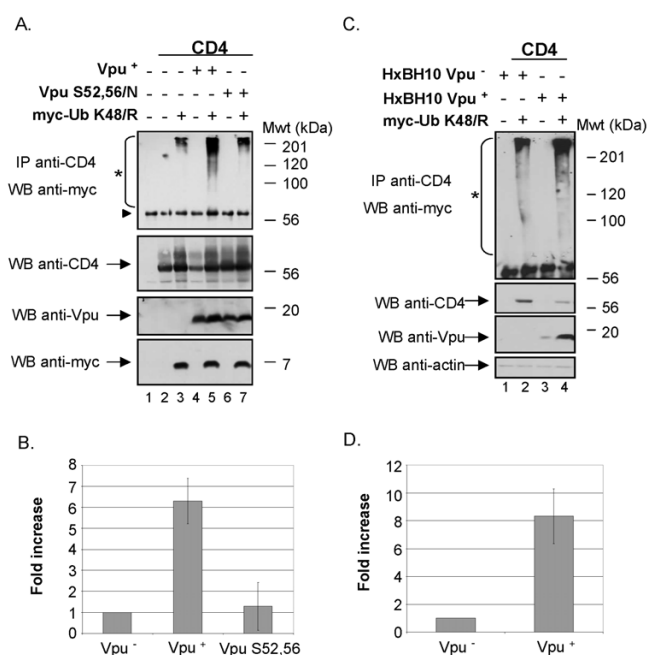 A.
CD4
Vpu + - - - + + - -
Vpu S52,56/N - - - - - + +
myc-Ub K48/R - - + - + - +
Mwt (kDa)
IP anti-CD4
WB anti-myc
*
201
120
100
56
WB anti-CD4
56
WB anti-Vpu
20
WB anti-myc
7
1 2 3 4 5 6 7
B.
Fold increase
8
7
6
5
4
3
2
1
0
Vpu - Vpu + Vpu S52,56
C.
CD4
HxBH10 Vpu - + + - -
HxBH10 Vpu + - - + +
myc-Ub K48/R - + - +
Mwt (kDa)
IP anti-CD4
WB anti-myc
*
201
120
100
56
WB anti-CD4
56
WB anti-Vpu
20
WB anti-actin
1 2 3 4
D.
Fold increase
12
10
8
6
4
2
0
Vpu - Vpu +